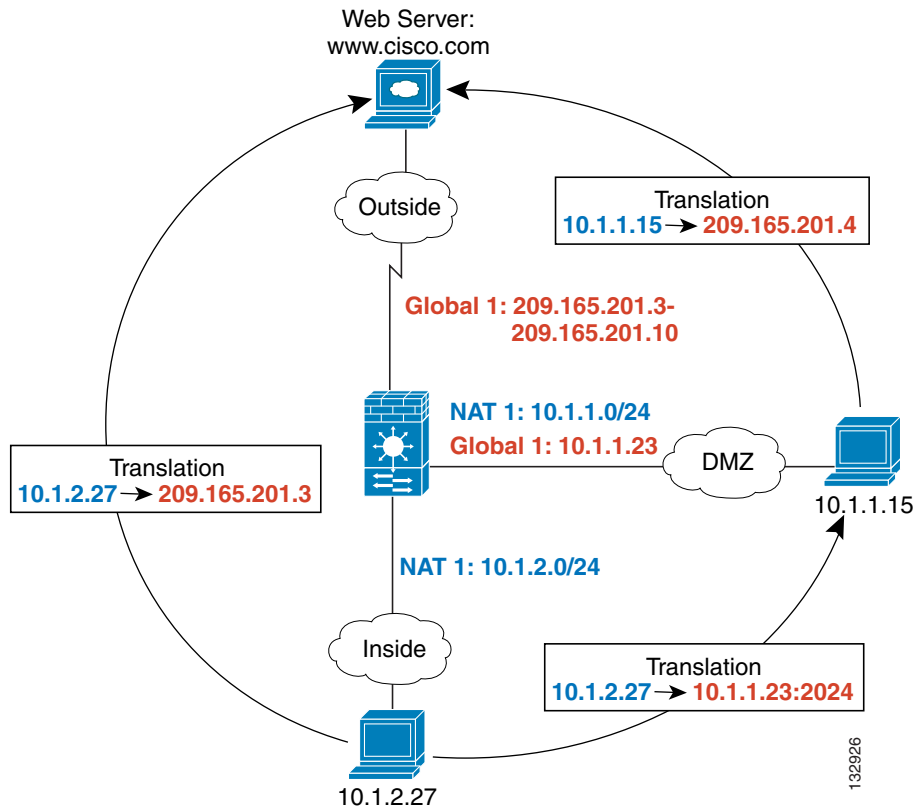 Web Server:
www.cisco.com
Outside
Translation
10.1.1.15 → 209.165.201.4
Global 1: 209.165.201.3-
209.165.201.10
NAT 1: 10.1.1.0/24
Global 1: 10.1.1.23
DMZ
10.1.1.15
Translation
10.1.2.27 → 209.165.201.3
NAT 1: 10.1.2.0/24
Inside
Translation
10.1.2.27 → 10.1.1.23:2024
10.1.2.27
132926